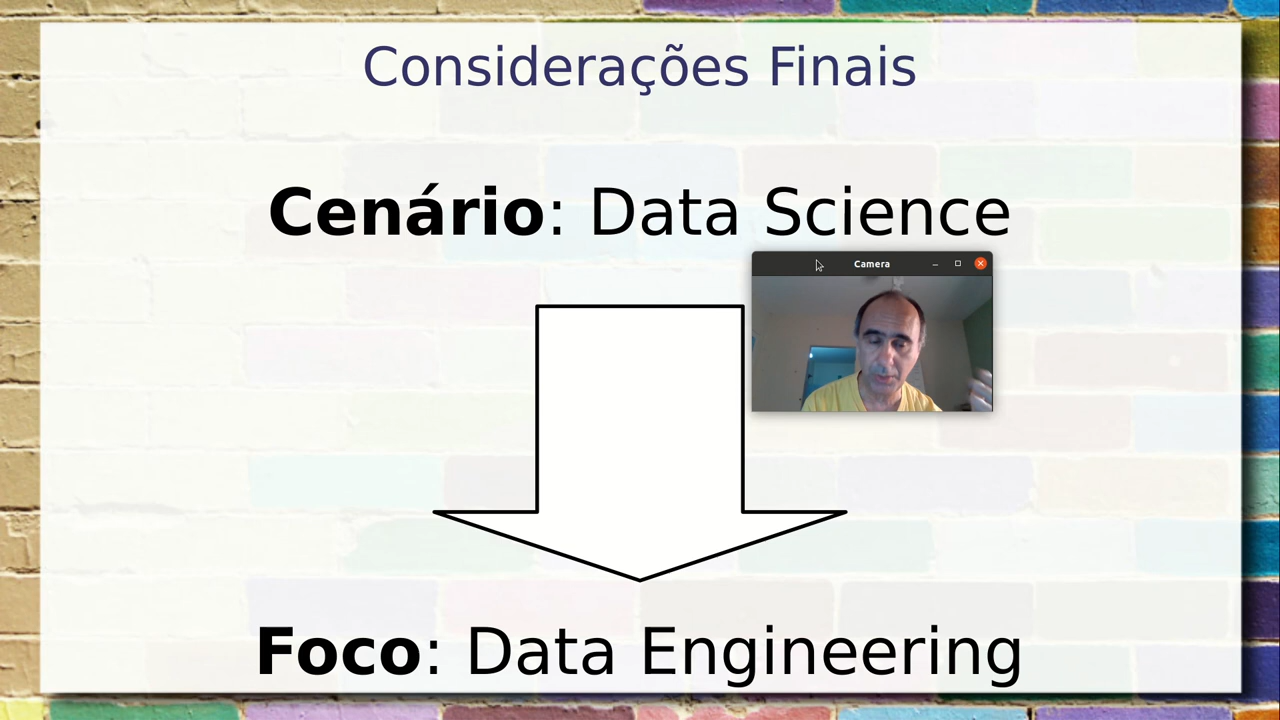 Considerações Finais
Cenário: Data Science
Camera
Foco: Data Engineering